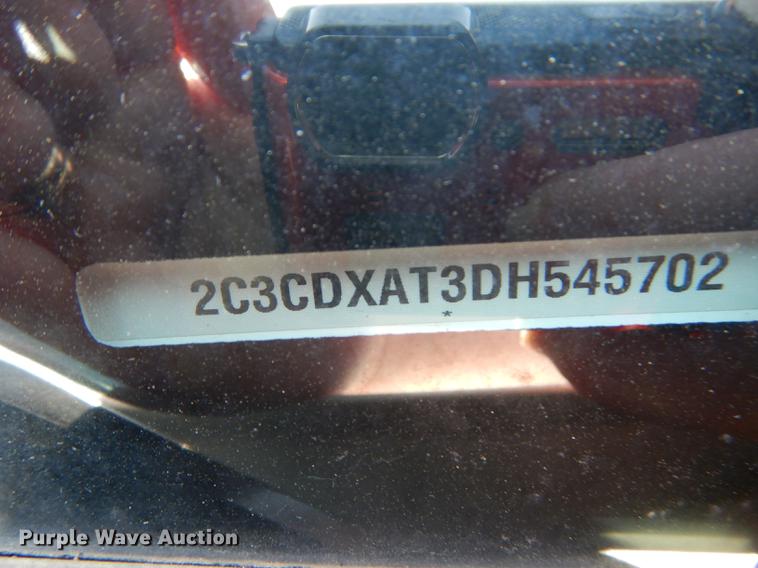 2C3CDXAT3DH545702
*
Purple Wave Auction